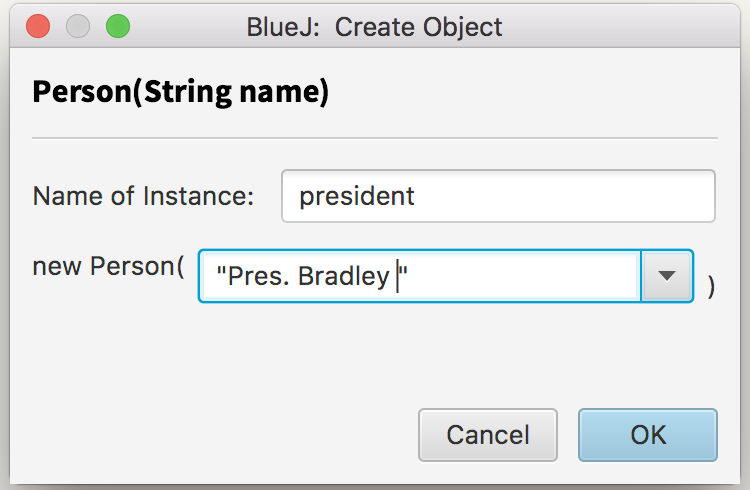 BlueJ: Create Object
Person(String name)
Name of Instance: president
new Person( "Pres. Bradley " )
Cancel OK